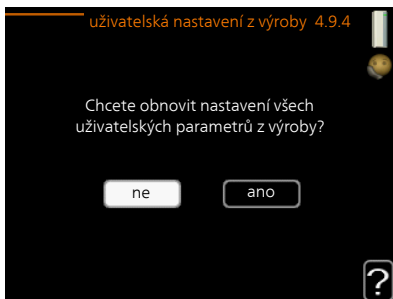 uživatelská nastavení z výroby 4.9.4
Chcete obnovit nastavení všech
uživatelských parametrů z výroby?
ne ano
?